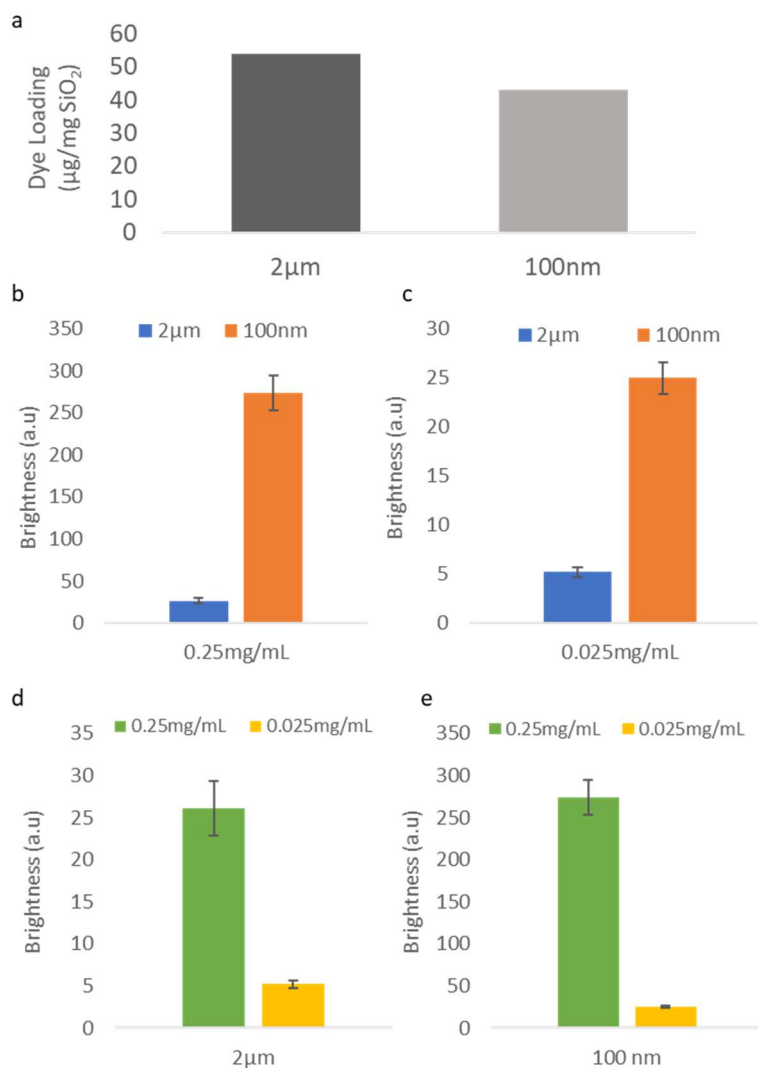 a
Dye Loading
(µg/mg SiO₂)
60
50
40
30
20
10
0
2µm
100nm
b
2µm
100nm
Brightness (a.u)
350
300
250
200
150
100
50
0
0.25mg/mL
c
2µm
100nm
Brightness (a.u)
30
25
20
15
10
5
0
0.025mg/mL
d
0.25mg/mL
0.025mg/mL
Brightness (a.u)
35
30
25
20
15
10
5
0
2µm
e
0.25mg/mL
0.025mg/mL
Brightness (a.u)
350
300
250
200
150
100
50
0
100 nm